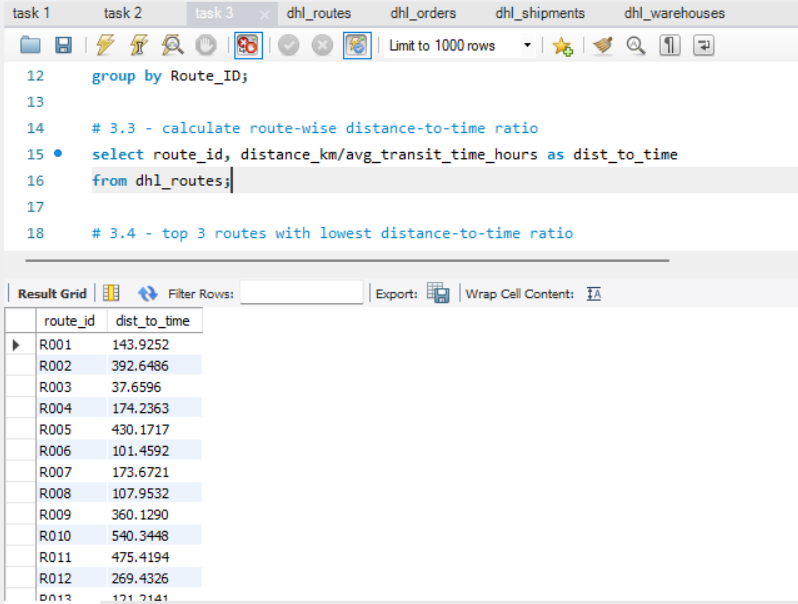 task 1 task 2 task 3 dhl_routes dhl_orders dhl_shipments dhl_warehouses
Limit to 1000 rows
12 group by Route_ID;
13
14 # 3.3 - calculate route-wise distance-to-time ratio
15 select route_id, distance_km/avg_transit_time_hours as dist_to_time
16 from dhl_routes;
17
18 # 3.4 - top 3 routes with lowest distance-to-time ratio
Result Grid Filter Rows: Export: Wrap Cell Content: IA
route_id dist_to_time
R001 143.9252
R002 392.6486
R003 37.6596
R004 174.2363
R005 430.1717
R006 101.4592
R007 173.6721
R008 107.9532
R009 360.1290
R010 540.3448
R011 475.4194
R012 269.4326
R013 121.2141